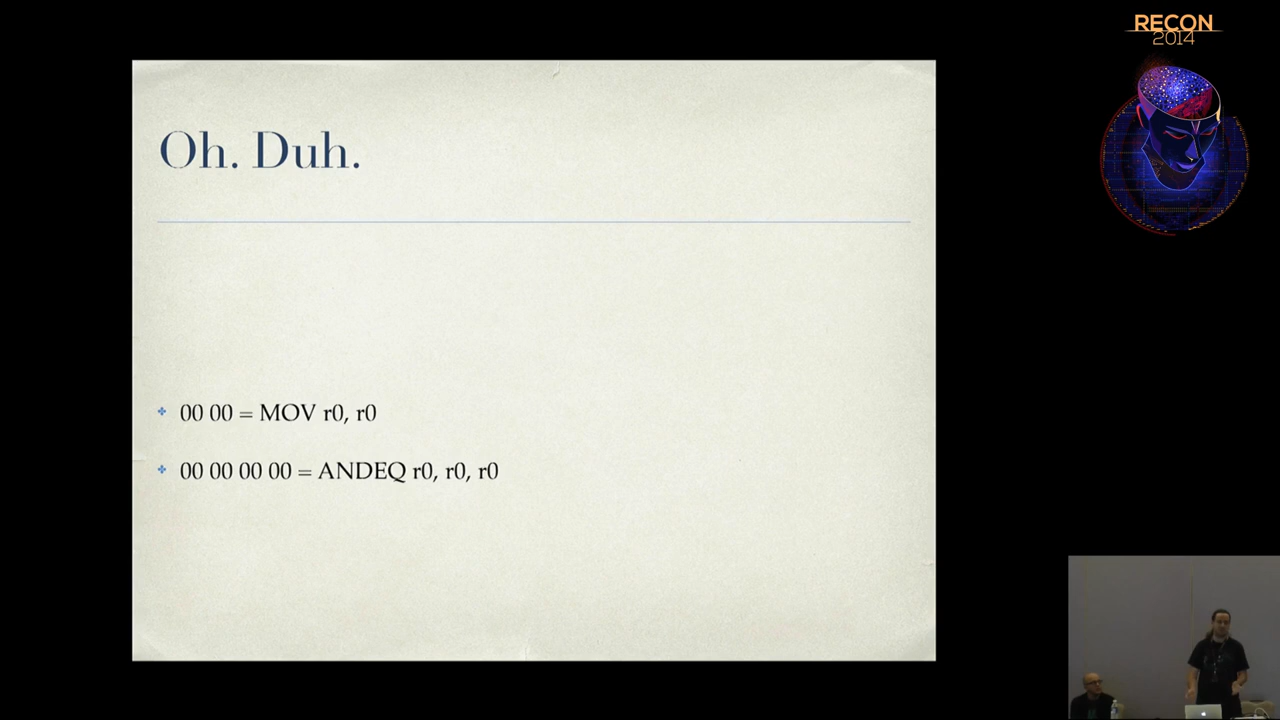 RECON
2014
Oh. Duh.
00 00 = MOV r0, r0
00 00 00 00 = ANDEQ r0, r0, r0